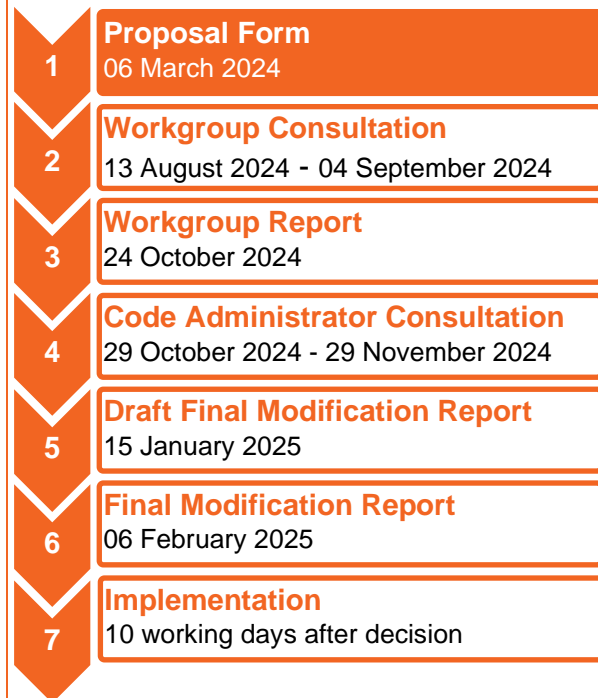 1
Proposal Form
06 March 2024
2
Workgroup Consultation
13 August 2024 - 04 September 2024
3
Workgroup Report
24 October 2024
4
Code Administrator Consultation
29 October 2024 - 29 November 2024
5
Draft Final Modification Report
15 January 2025
6
Final Modification Report
06 February 2025
7
Implementation
10 working days after decision